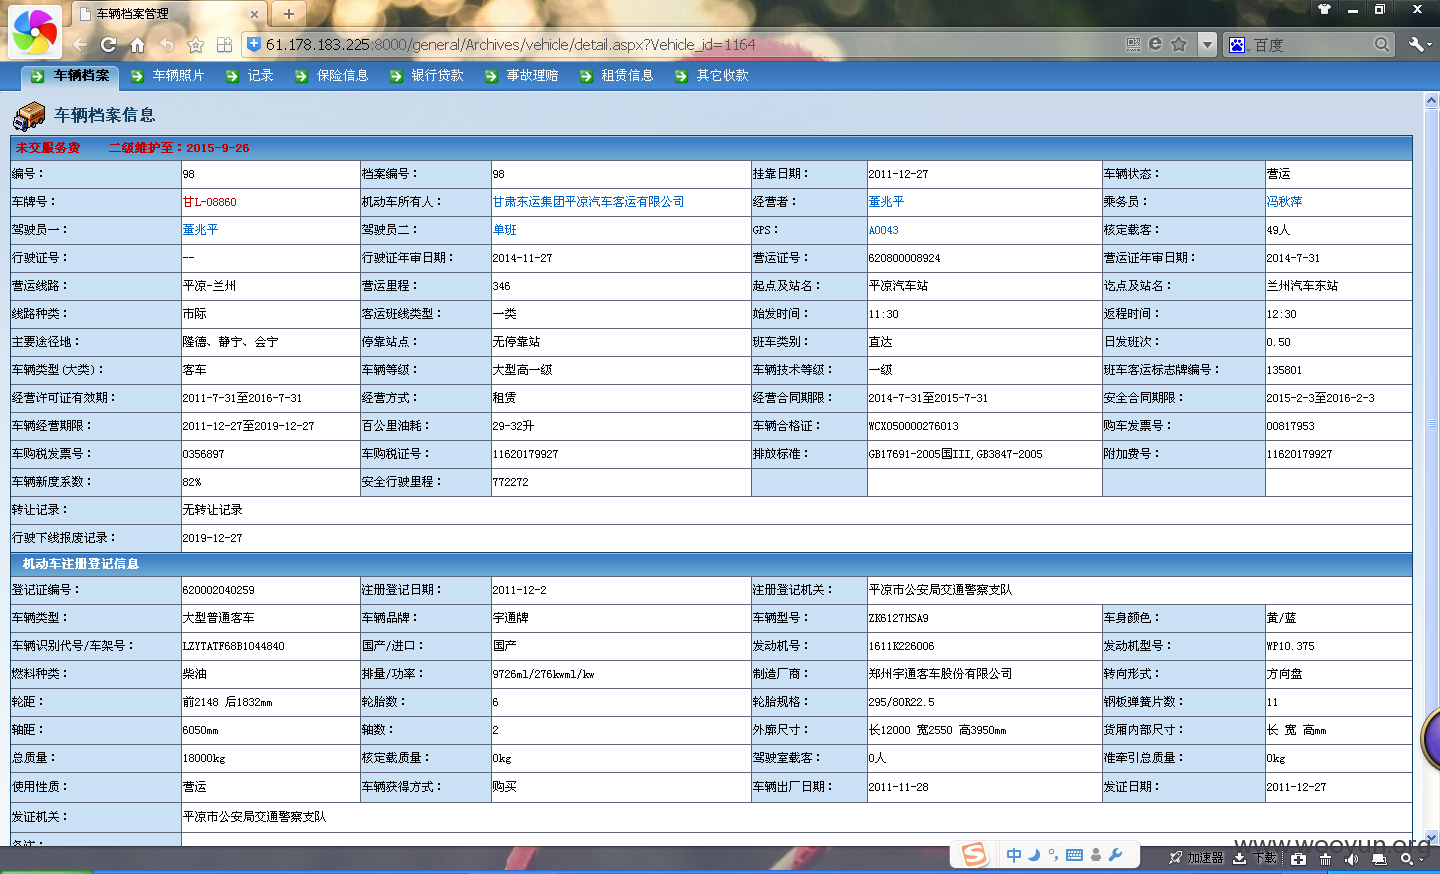 车辆档案管理
61.178.183.225:8000/general/Archives/vehicle/detail.aspx?Vehicle_id=1164 百度
车辆档案 车辆照片 记录 保险信息 银行贷款 事故理赔 租赁信息 其它收款
车辆档案信息
未交服务费 二级维护至：2015-9-26
编号： 98 档案编号： 98 挂靠日期： 2011-12-27 车辆状态： 营运
车牌号： 甘L-08860 机动车所有人： 甘肃东运集团平凉汽车客运有限公司 经营者： 董兆平 乘务员： 冯秋萍
驾驶员一： 董兆平 驾驶员二： 单班 GPS： A0043 核定载客： 49人
行驶证号： -- 行驶证年审日期： 2014-11-27 营运证号： 620800008924 营运证年审日期： 2014-7-31
营运线路： 平凉-兰州 营运里程： 346 起点及站名： 平凉汽车站 讫点及站名： 兰州汽车东站
线路种类： 市际 客运班线类型： 一类 始发时间： 11:30 返程时间： 12:30
主要途径地： 隆德、静宁、会宁 停靠站点： 无停靠站 班车类别： 直达 日发班次： 0.50
车辆类型(大类)： 客车 车辆等级： 大型高一级 车辆技术等级： 一级 班车客运标志牌编号： 135801
经营许可证有效期： 2011-7-31至2016-7-31 经营方式： 租赁 经营合同期限： 2014-7-31至2015-7-31 安全合同期限： 2015-2-3至2016-2-3
车辆经营期限： 2011-12-27至2019-12-27 百公里油耗： 29-32升 车辆合格证： WCX050000276013 购车发票号： 00817953
车购税发票号： 0356897 车购税证号： 11620179927 排放标准： GB17691-2005国III,GB3847-2005 附加费号： 11620179927
车辆新度系数： 82% 安全行驶里程： 772272
转让记录： 无转让记录
行驶下线报废记录： 2019-12-27
机动车注册登记信息
登记证编号： 620002040259 注册登记日期： 2011-12-2 注册登记机关： 平凉市公安局交通警察支队
车辆类型： 大型普通客车 车辆品牌： 宇通牌 车辆型号： ZK6127HSA9 车身颜色： 黄/蓝
车辆识别代号/车架号： LZYTATF68B1044840 国产/进口： 国产 发动机号： 1611K226006 发动机型号： WP10.375
燃料种类： 柴油 排量/功率： 9726ml/276kwml/kw 制造厂商： 郑州宇通客车股份有限公司 转向形式： 方向盘
轮距： 前2148 后1832mm 轮胎数： 6 轮胎规格： 295/80R22.5 钢板弹簧片数： 11
轴距： 6050mm 轴数： 2 外廓尺寸： 长12000 宽2550 高3950mm 货厢内部尺寸： 长 宽 高mm
总质量： 18000kg 核定载质量： 0kg 驾驶室载客： 0人 准牵引总质量： 0kg
使用性质： 营运 车辆获得方式： 购买 车辆出厂日期： 2011-11-28 发证日期： 2011-12-27
发证机关： 平凉市公安局交通警察支队
备注：
www.wooyun.org
中 加速器 下载